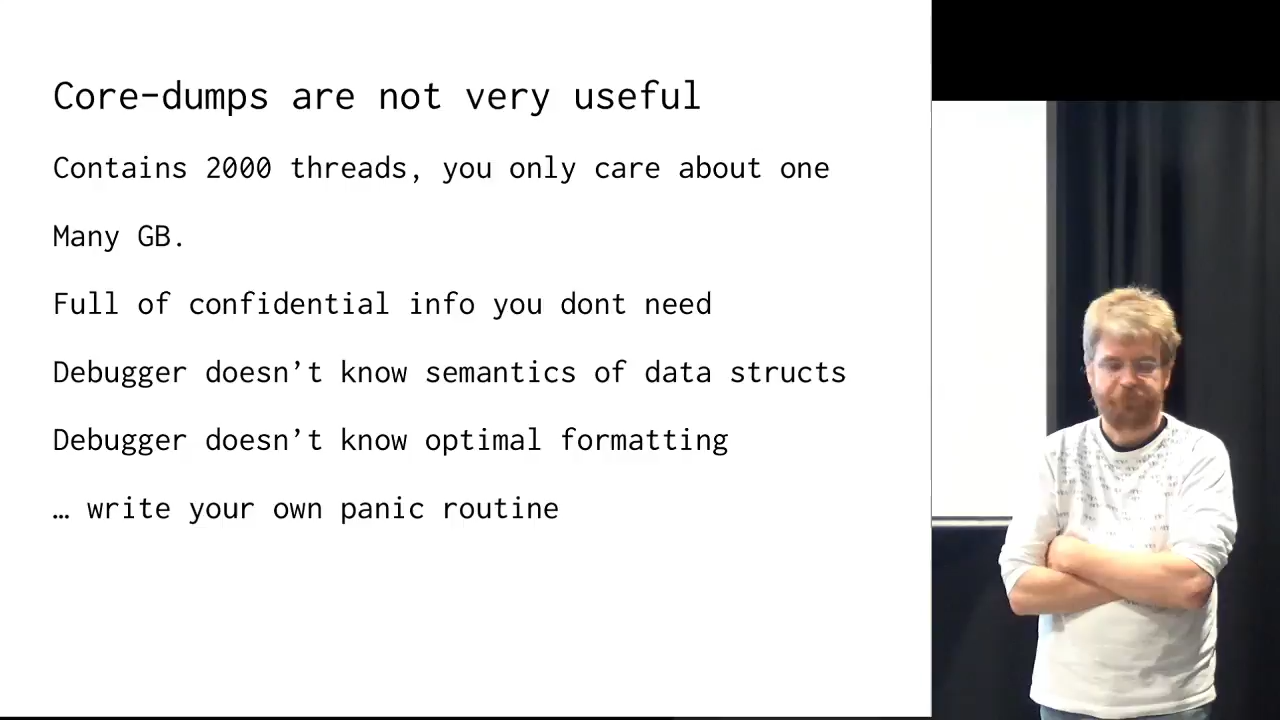 Core-dumps are not very useful
Contains 2000 threads, you only care about one
Many GB.
Full of confidential info you dont need
Debugger doesn’t know semantics of data structs
Debugger doesn’t know optimal formatting
… write your own panic routine